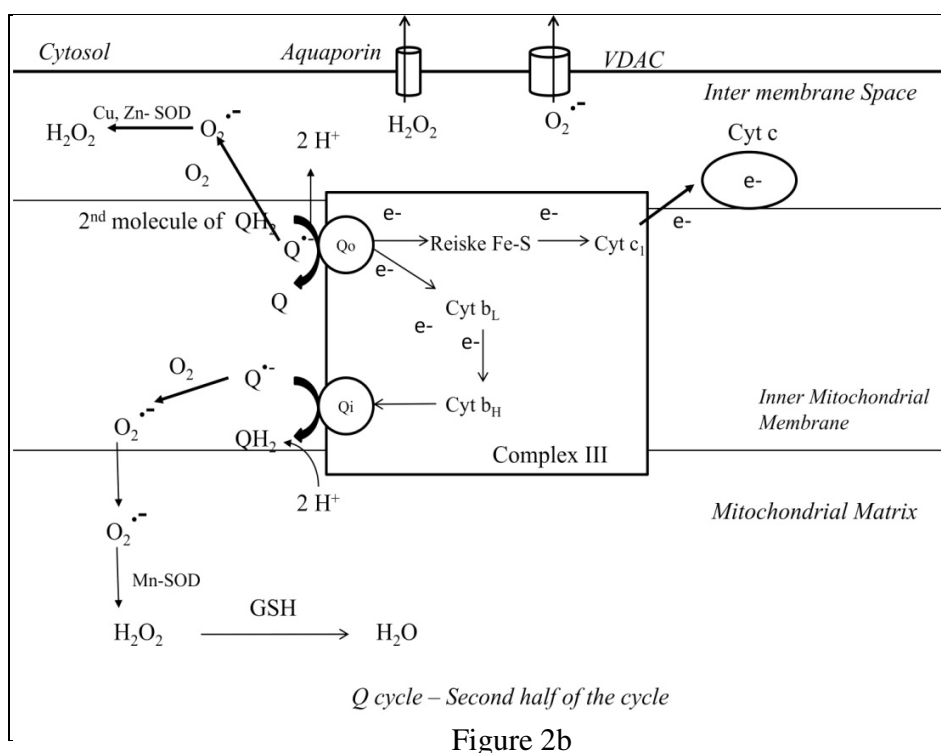 Cytosol
Aquaporin
VDAC
Inter membrane Space
Cu, Zn- SOD
H₂O₂
O₂•-
2 H⁺
H₂O₂
O₂•-
Cyt c
e-
O₂
2ⁿᵈ molecule of QH₂
Q•-
Qo
e-
e-
e-
Reiske Fe-S
Cyt c₁
e-
Q
Cyt bL
e-
e-
O₂
Q•-
Qi
Cyt bH
Inner Mitochondrial
Membrane
O₂•-
QH₂
Complex III
2 H⁺
Mitochondrial Matrix
O₂•-
Mn-SOD
GSH
H₂O₂
H₂O
Q cycle – Second half of the cycle
Figure 2b